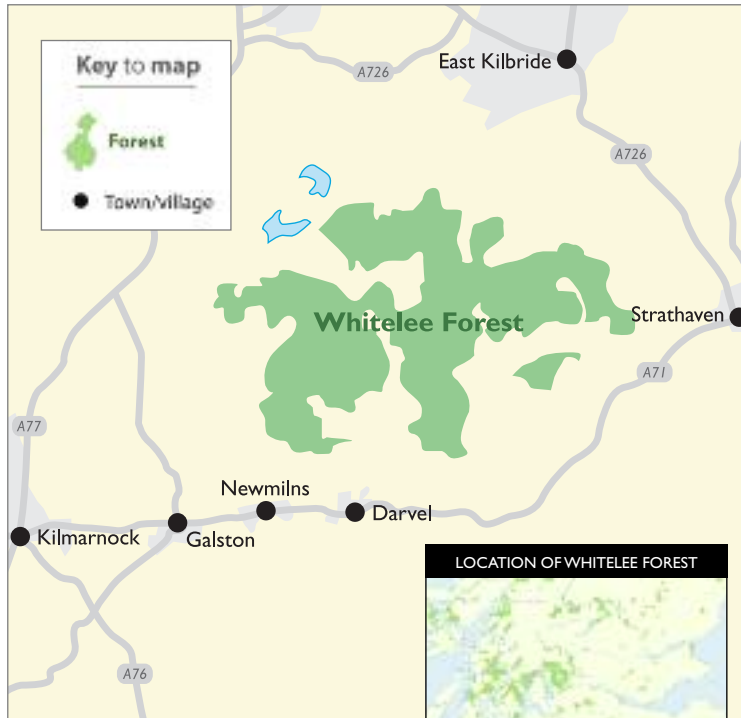 Key to map
Forest
Town/village
A726
East Kilbride
A726
Whitelee Forest
Strathaven
A71
A77
Newmilns
Darvel
Kilmarnock
Galston
LOCATION OF WHITELEE FOREST
A76